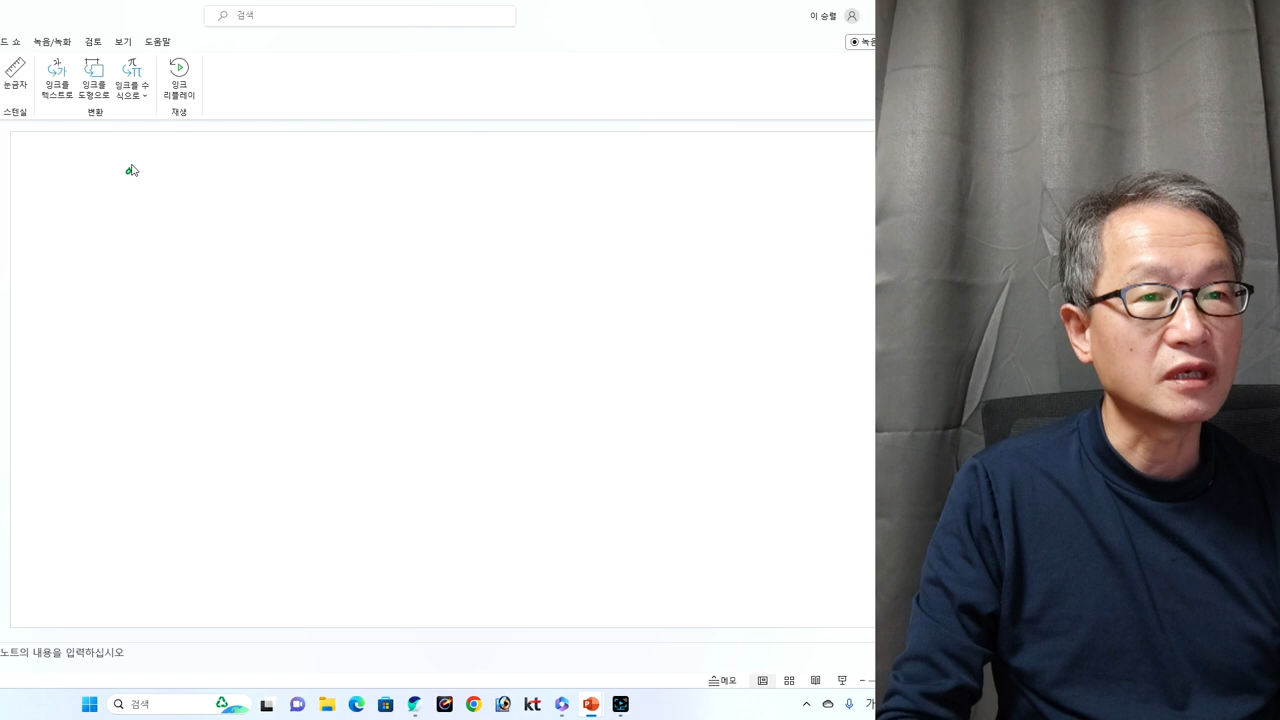 검색
이 승렬
드 쇼 녹음/녹화 검토 보기 도움말
녹음
눈금자
잉크를 텍스트로
잉크를 도형으로
잉크를 수식으로
잉크 리플레이
스텐실 변환 재생
노트의 내용을 입력하십시오
메모
검색
kt